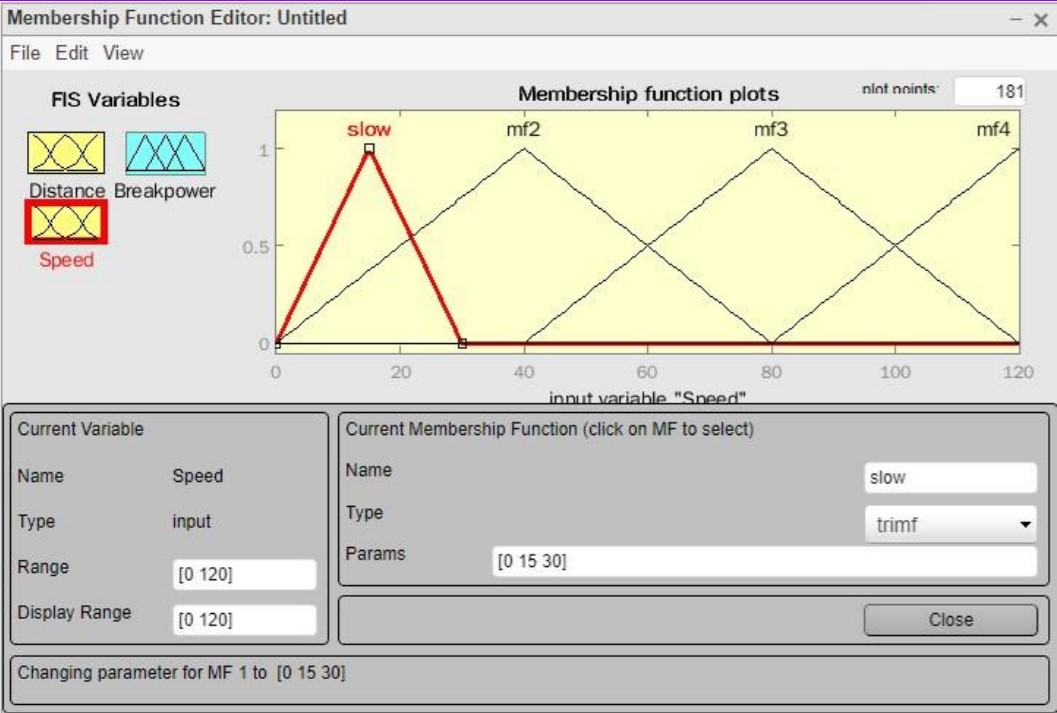 Membership Function Editor: Untitled
File Edit View
FIS Variables
Membership function plots
plot points:
181
slow
mf2
mf3
mf4
Distance
Breakpower
Speed
1
0.5
0
0
20
40
60
80
100
120
input variable "Speed"
Current Variable
Name
Speed
Type
input
Range
[0 120]
Display Range
[0 120]
Current Membership Function (click on MF to select)
Name
slow
Type
trimf
Params
[0 15 30]
Close
Changing parameter for MF 1 to [0 15 30]